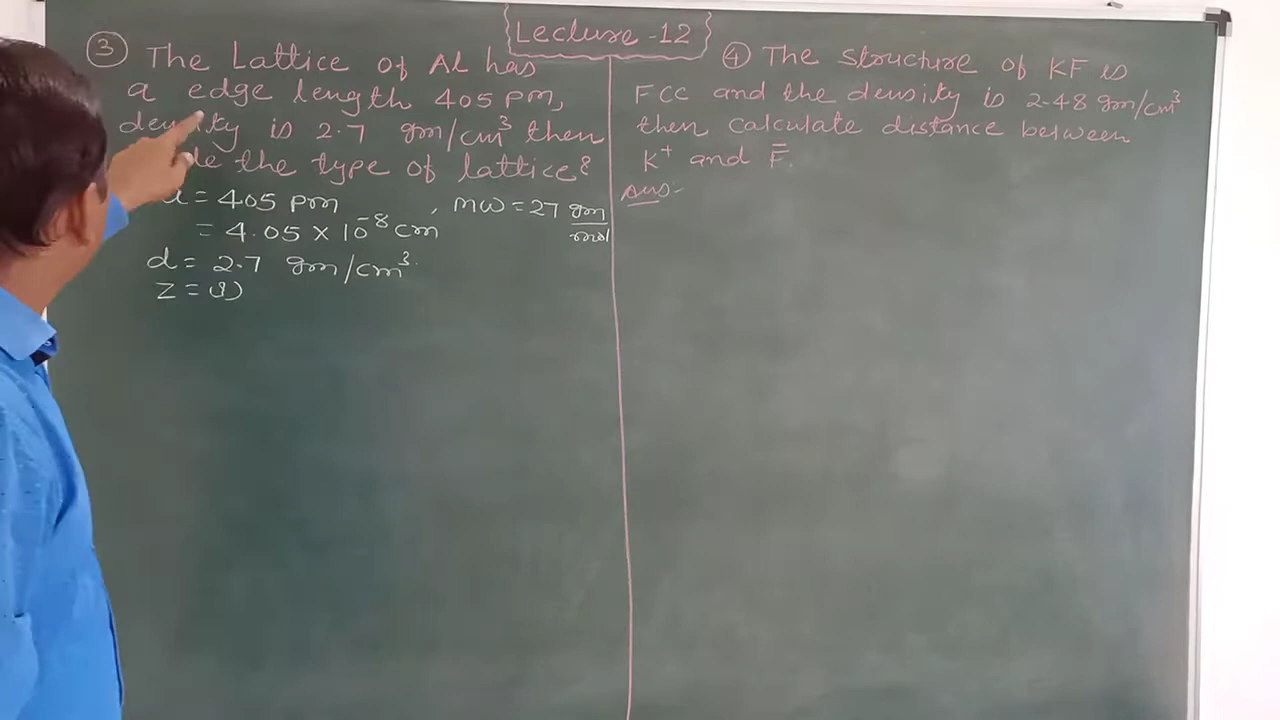 Lecture-12
③ The Lattice of Al has
a edge length 405 pm,
density is 2.7 gm/cm³ then
the type of lattice?
= 405 pm , MW = 27 gm/mol
= 4.05 × 10⁻⁸ cm
d = 2.7 gm/cm³.
Z = (?)
④ The structure of KF is
FCC and the density is 2.48 gm/cm³
then calculate distance between
K⁺ and F⁻.
Ans-